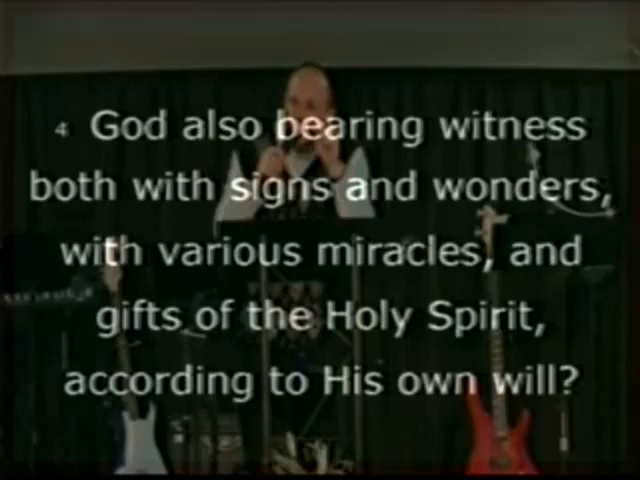 4 God also bearing witness
both with signs and wonders,
with various miracles, and
gifts of the Holy Spirit,
according to His own will?